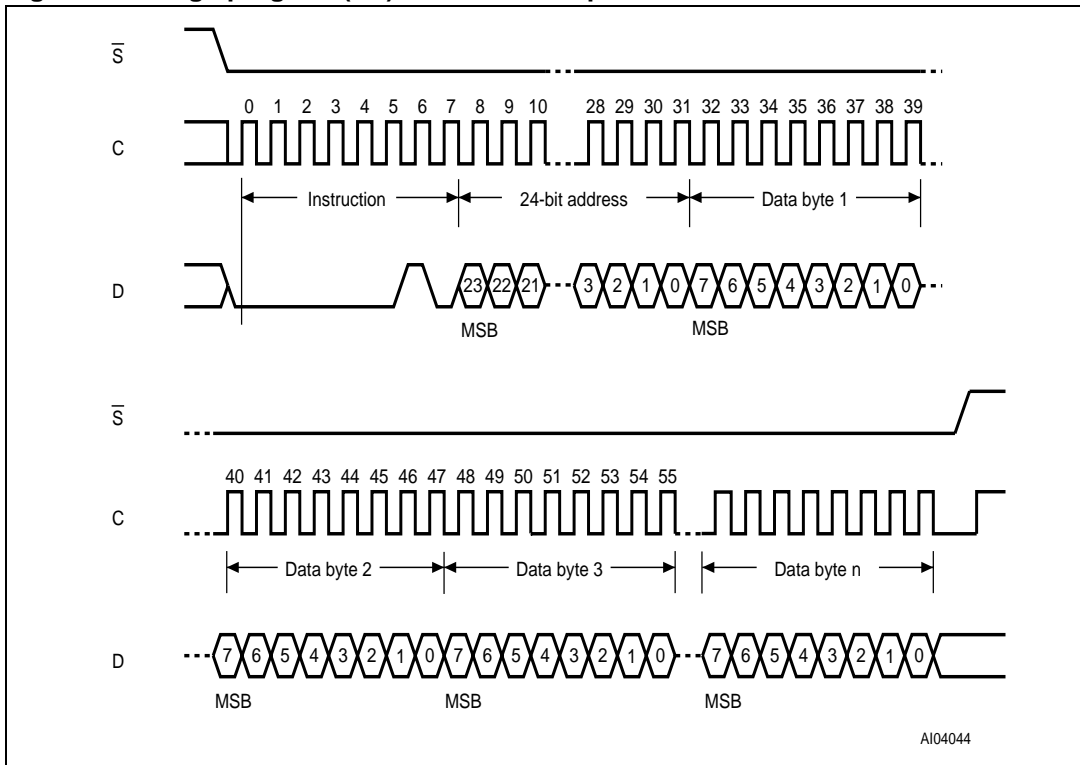 S
0 1 2 3 4 5 6 7 8 9 10 28 29 30 31 32 33 34 35 36 37 38 39
C
Instruction 24-bit address Data byte 1
D 23 22 21 3 2 1 0 7 6 5 4 3 2 1 0
MSB MSB
S
40 41 42 43 44 45 46 47 48 49 50 51 52 53 54 55
C
Data byte 2 Data byte 3 Data byte n
D 7 6 5 4 3 2 1 0 7 6 5 4 3 2 1 0 7 6 5 4 3 2 1 0
MSB MSB MSB
AI04044